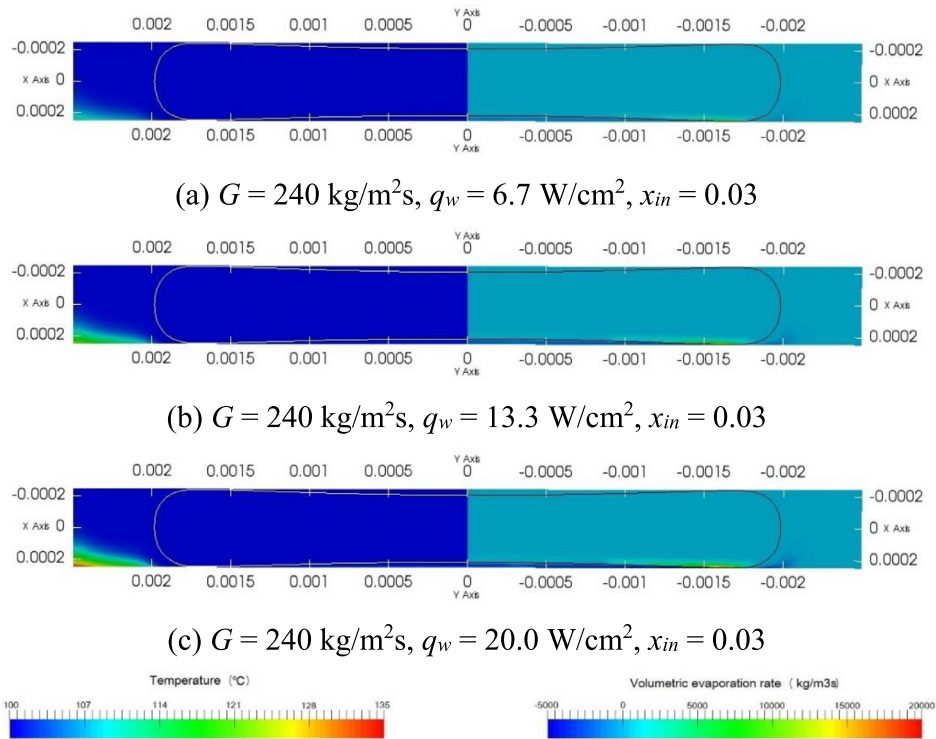 Y Axis
0.002 0.0015 0.001 0.0005 0 -0.0005 -0.001 -0.0015 -0.002
-0.0002 -0.0002
X Axis 0 0 X Axis
0.0002 0.0002
0.002 0.0015 0.001 0.0005 0 -0.0005 -0.001 -0.0015 -0.002
Y Axis
(a) G = 240 kg/m²s, qw = 6.7 W/cm², xin = 0.03
Y Axis
0.002 0.0015 0.001 0.0005 0 -0.0005 -0.001 -0.0015 -0.002
-0.0002 -0.0002
X Axis 0 0 X Axis
0.0002 0.0002
0.002 0.0015 0.001 0.0005 0 -0.0005 -0.001 -0.0015 -0.002
Y Axis
(b) G = 240 kg/m²s, qw = 13.3 W/cm², xin = 0.03
Y Axis
0.002 0.0015 0.001 0.0005 0 -0.0005 -0.001 -0.0015 -0.002
-0.0002 -0.0002
X Axis 0 0 X Axis
0.0002 0.0002
0.002 0.0015 0.001 0.0005 0 -0.0005 -0.001 -0.0015 -0.002
Y Axis
(c) G = 240 kg/m²s, qw = 20.0 W/cm², xin = 0.03
Temperature (℃) Volumetric evaporation rate ( kg/m3s)
100 107 114 121 128 135 -5000 0 5000 10000 15000 20000